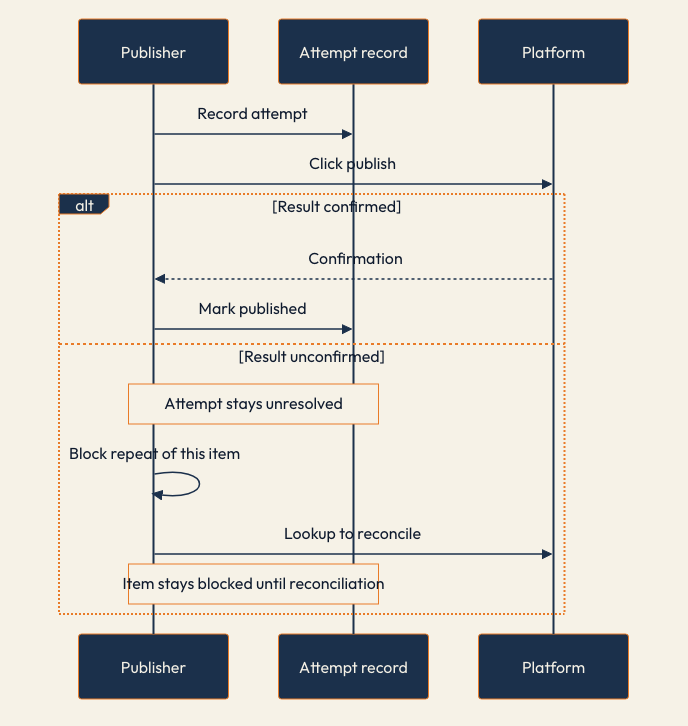 Publisher
Attempt record
Platform
Record attempt
Click publish
alt
[Result confirmed]
Confirmation
Mark published
[Result unconfirmed]
Attempt stays unresolved
Block repeat of this item
Lookup to reconcile
Item stays blocked until reconciliation
Publisher
Attempt record
Platform